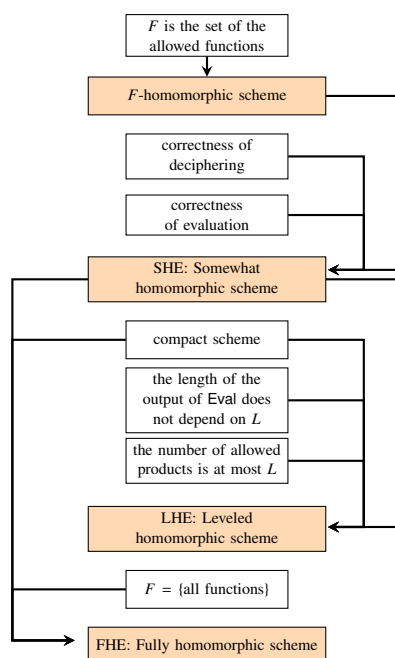 F is the set of the
allowed functions
F-homomorphic scheme
correctness of
deciphering
correctness
of evaluation
SHE: Somewhat
homomorphic scheme
compact scheme
the length of the
output of Eval does
not depend on L
the number of allowed
products is at most L
LHE: Leveled
homomorphic scheme
F = {all functions}
FHE: Fully homomorphic scheme